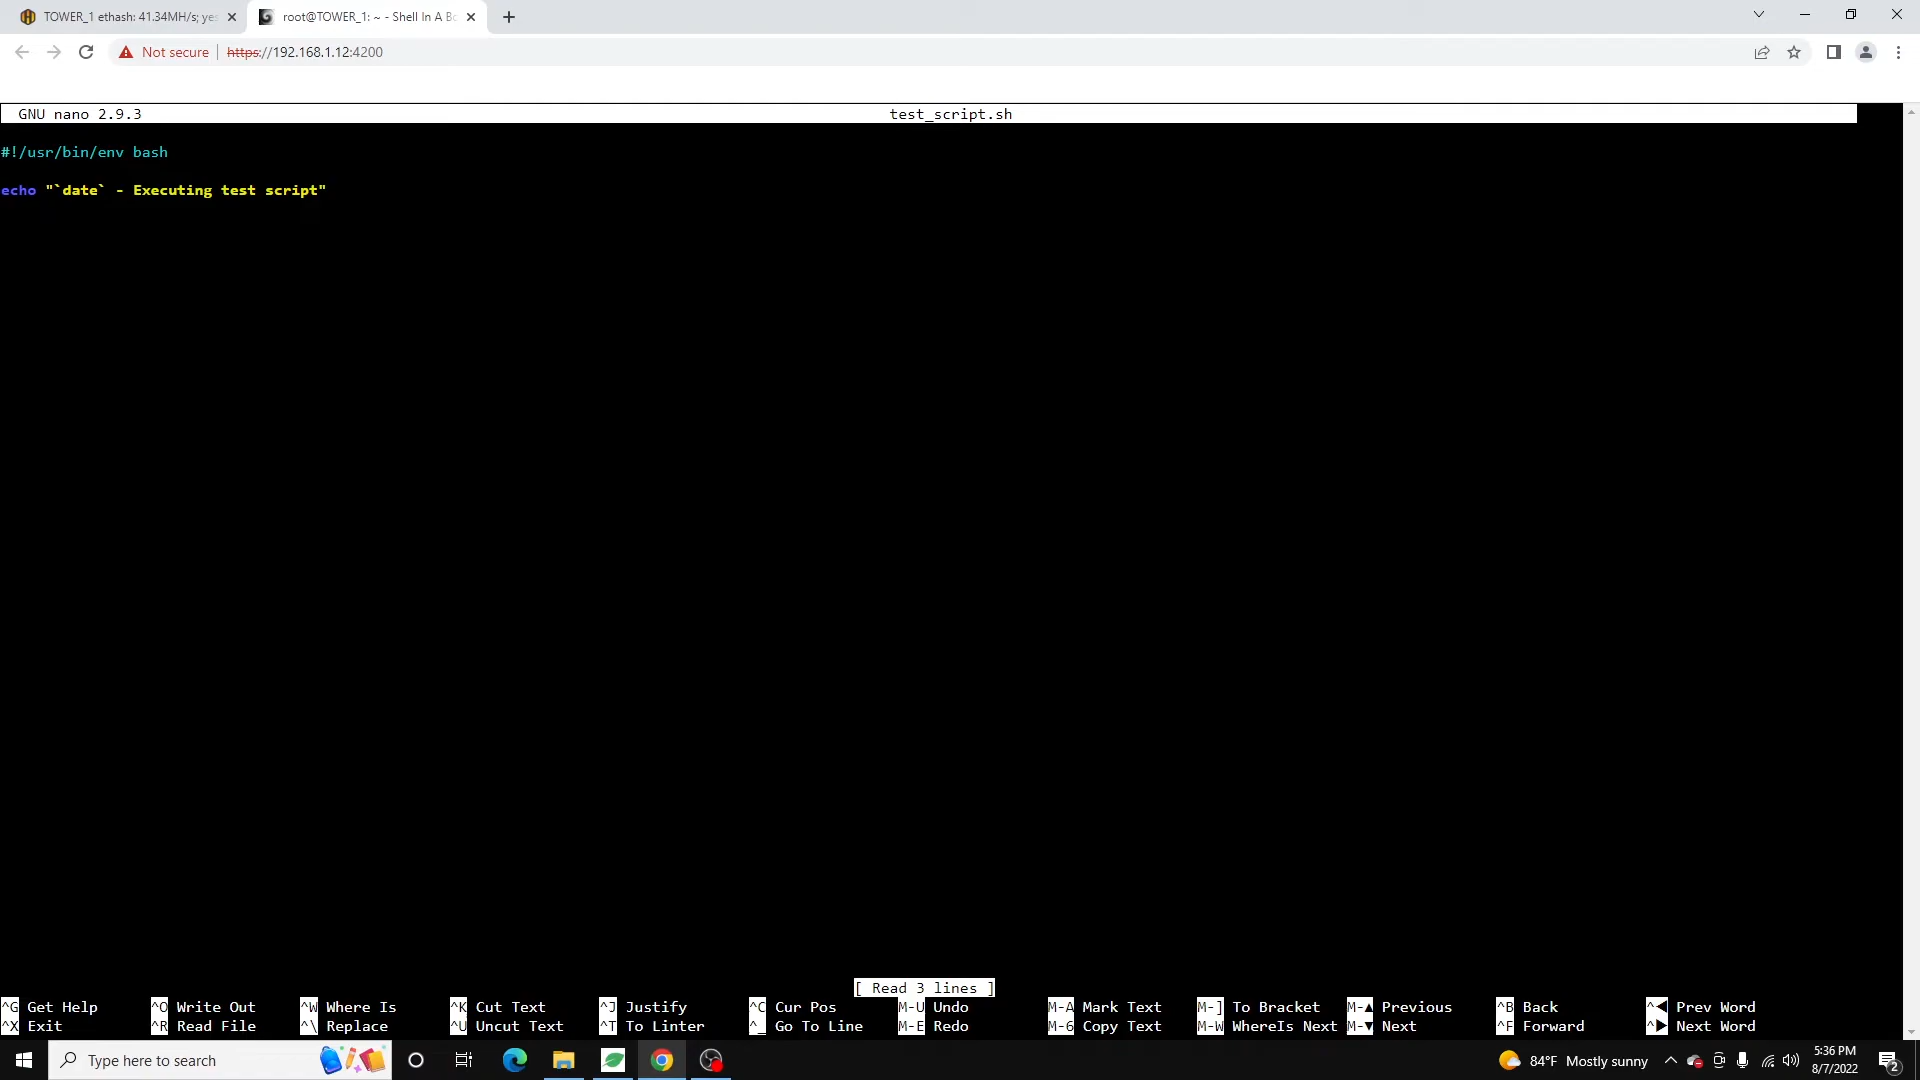 TOWER_1 ethash: 41.34MH/s; yes
root@TOWER_1: ~ - Shell In A Bo
Not secure
https://192.168.1.12:4200
GNU nano 2.9.3 test_script.sh
#!/usr/bin/env bash
echo "`date` - Executing test script"
[ Read 3 lines ]
^G Get Help ^O Write Out ^W Where Is ^K Cut Text ^J Justify ^C Cur Pos M-U Undo M-A Mark Text M-] To Bracket M-▲ Previous ^B Back ^◀ Prev Word
^X Exit ^R Read File ^\ Replace ^U Uncut Text ^T To Linter ^_ Go To Line M-E Redo M-6 Copy Text M-W WhereIs Next M-▼ Next ^F Forward ^▶ Next Word
Type here to search
84°F Mostly sunny
5:36 PM
8/7/2022
2